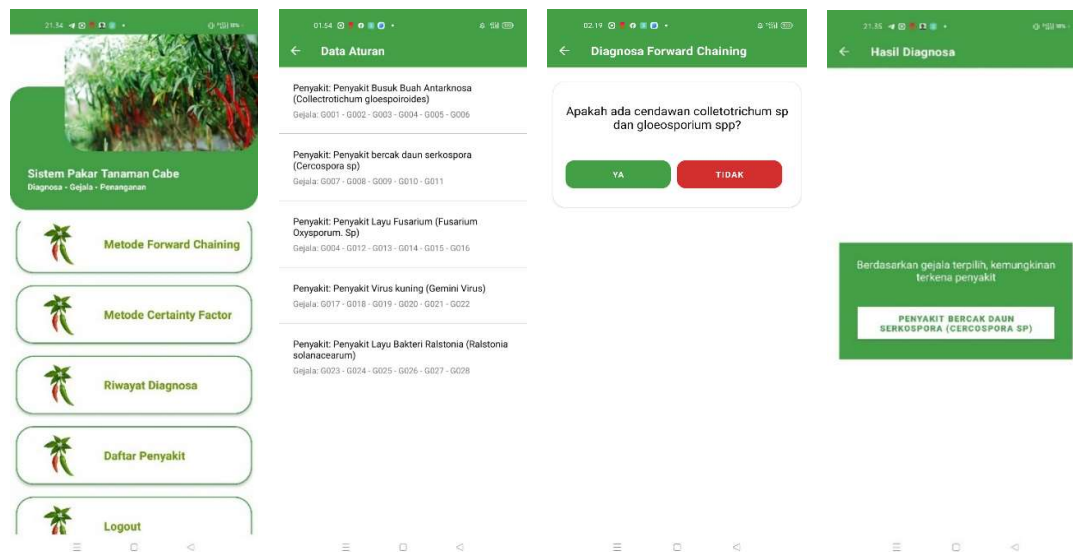 21.34
Sistem Pakar Tanaman Cabe
Diagnosa - Gejala - Penanganan
Metode Forward Chaining
Metode Certainty Factor
Riwayat Diagnosa
Daftar Penyakit
Logout
01.54
Data Aturan
Penyakit: Penyakit Busuk Buah Antarknosa
(Collectrotichum gloespoiroides)
Gejala: G001 - G002 - G003 - G004 - G005 - G006
Penyakit: Penyakit bercak daun serkospora
(Cercospora sp)
Gejala: G007 - G008 - G009 - G010 - G011
Penyakit: Penyakit Layu Fusarium (Fusarium
Oxysporum. Sp)
Gejala: G004 - G012 - G013 - G014 - G015 - G016
Penyakit: Penyakit Virus kuning (Gemini Virus)
Gejala: G017 - G018 - G019 - G020 - G021 - G022
Penyakit: Penyakit Layu Bakteri Ralstonia (Ralstonia
solanacearum)
Gejala: G023 - G024 - G025 - G026 - G027 - G028
02.19
Diagnosa Forward Chaining
Apakah ada cendawan colletotrichum sp
dan gloeosporium spp?
YA
TIDAK
21.35
Hasil Diagnosa
Berdasarkan gejala terpilih, kemungkinan
terkena penyakit
PENYAKIT BERCAK DAUN
SERKOSPORA (CERCOSPORA SP)